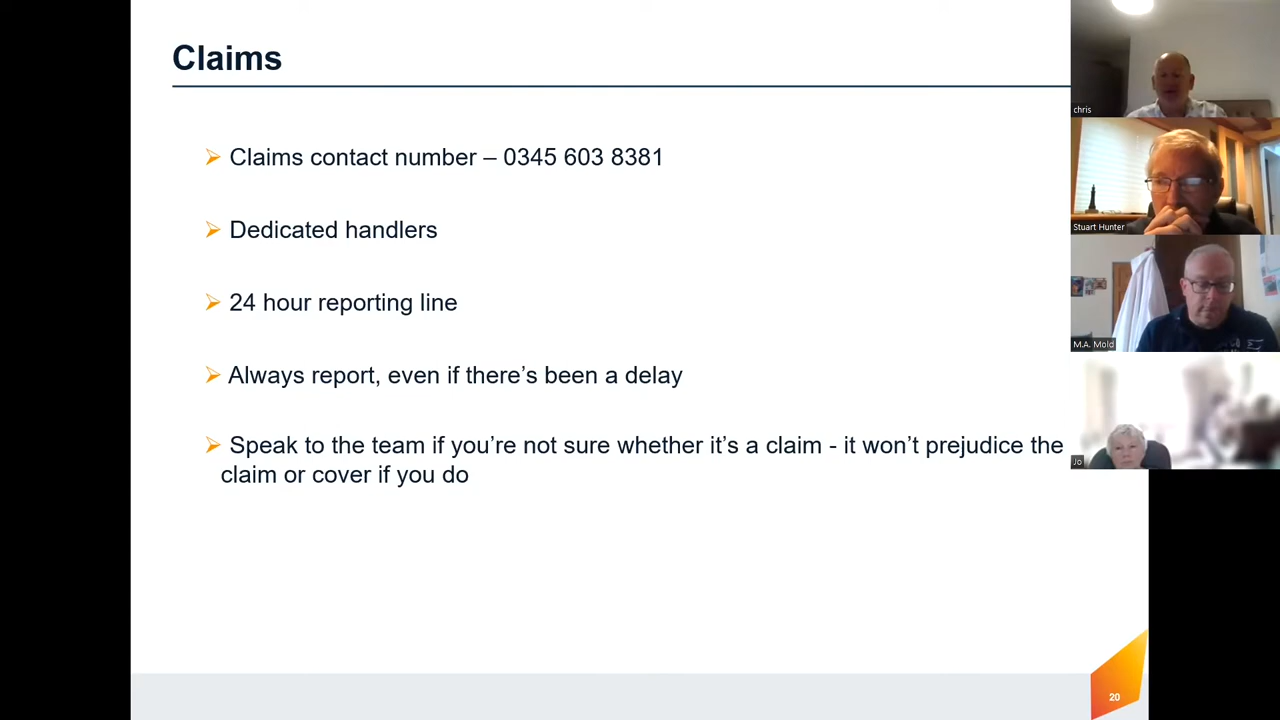 Claims
Claims contact number – 0345 603 8381
Dedicated handlers
24 hour reporting line
Always report, even if there’s been a delay
Speak to the team if you’re not sure whether it’s a claim - it won’t prejudice the
claim or cover if you do
20
chris
Stuart Hunter
M.A. Mold
Jo